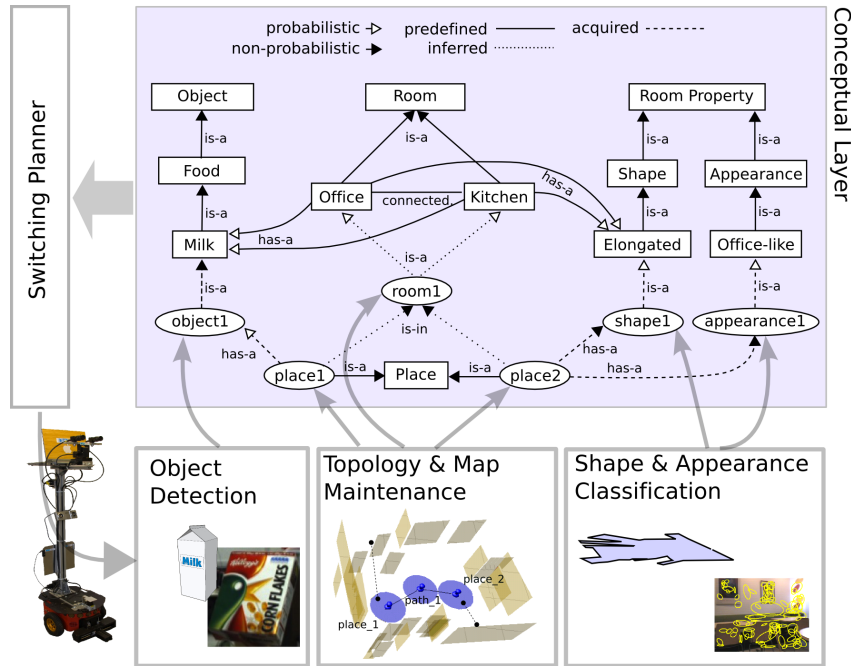 probabilistic
predefined
acquired
non-probabilistic
inferred
Conceptual Layer
Switching Planner
Object
Room
Room Property
is-a
is-a
is-a
is-a
Food
Office
connected
Kitchen
has-a
Shape
Appearance
is-a
is-a
is-a
Milk
has-a
Elongated
Office-like
is-a
is-a
is-a
is-a
room1
object1
is-in
shape1
appearance1
has-a
has-a
place1
is-a
Place
is-a
place2
has-a
Object
Detection
Topology & Map
Maintenance
Shape & Appearance
Classification
Milk
Kellogg's
CORN FLAKES
place_1
path_1
place_2